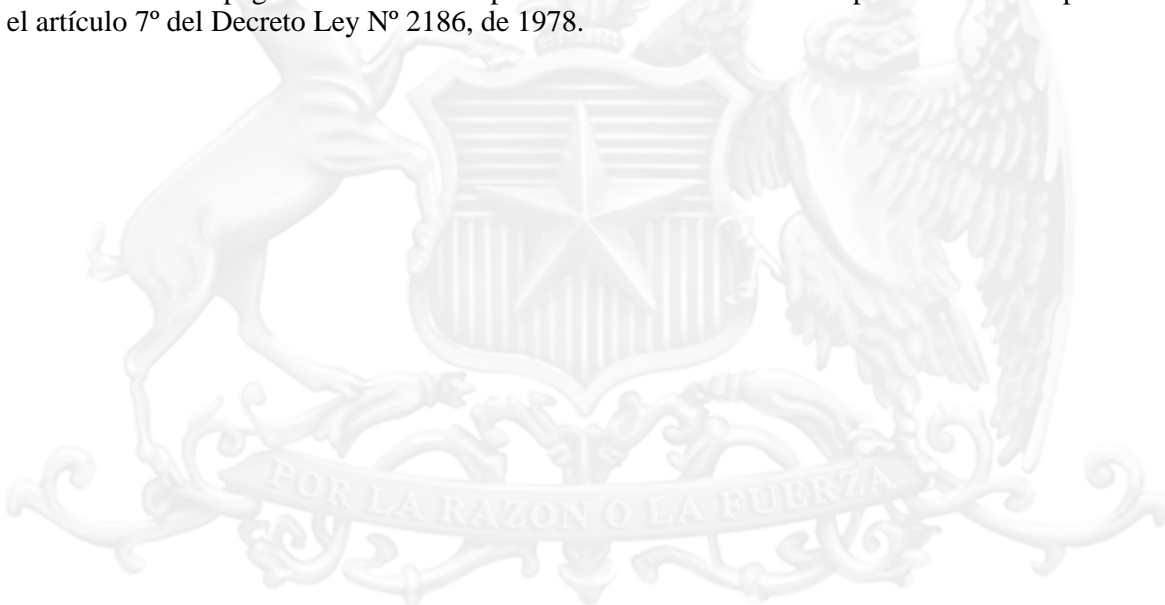 el artículo 7º del Decreto Ley Nº 2186, de 1978.
POR LA RAZON O LA FUERZA